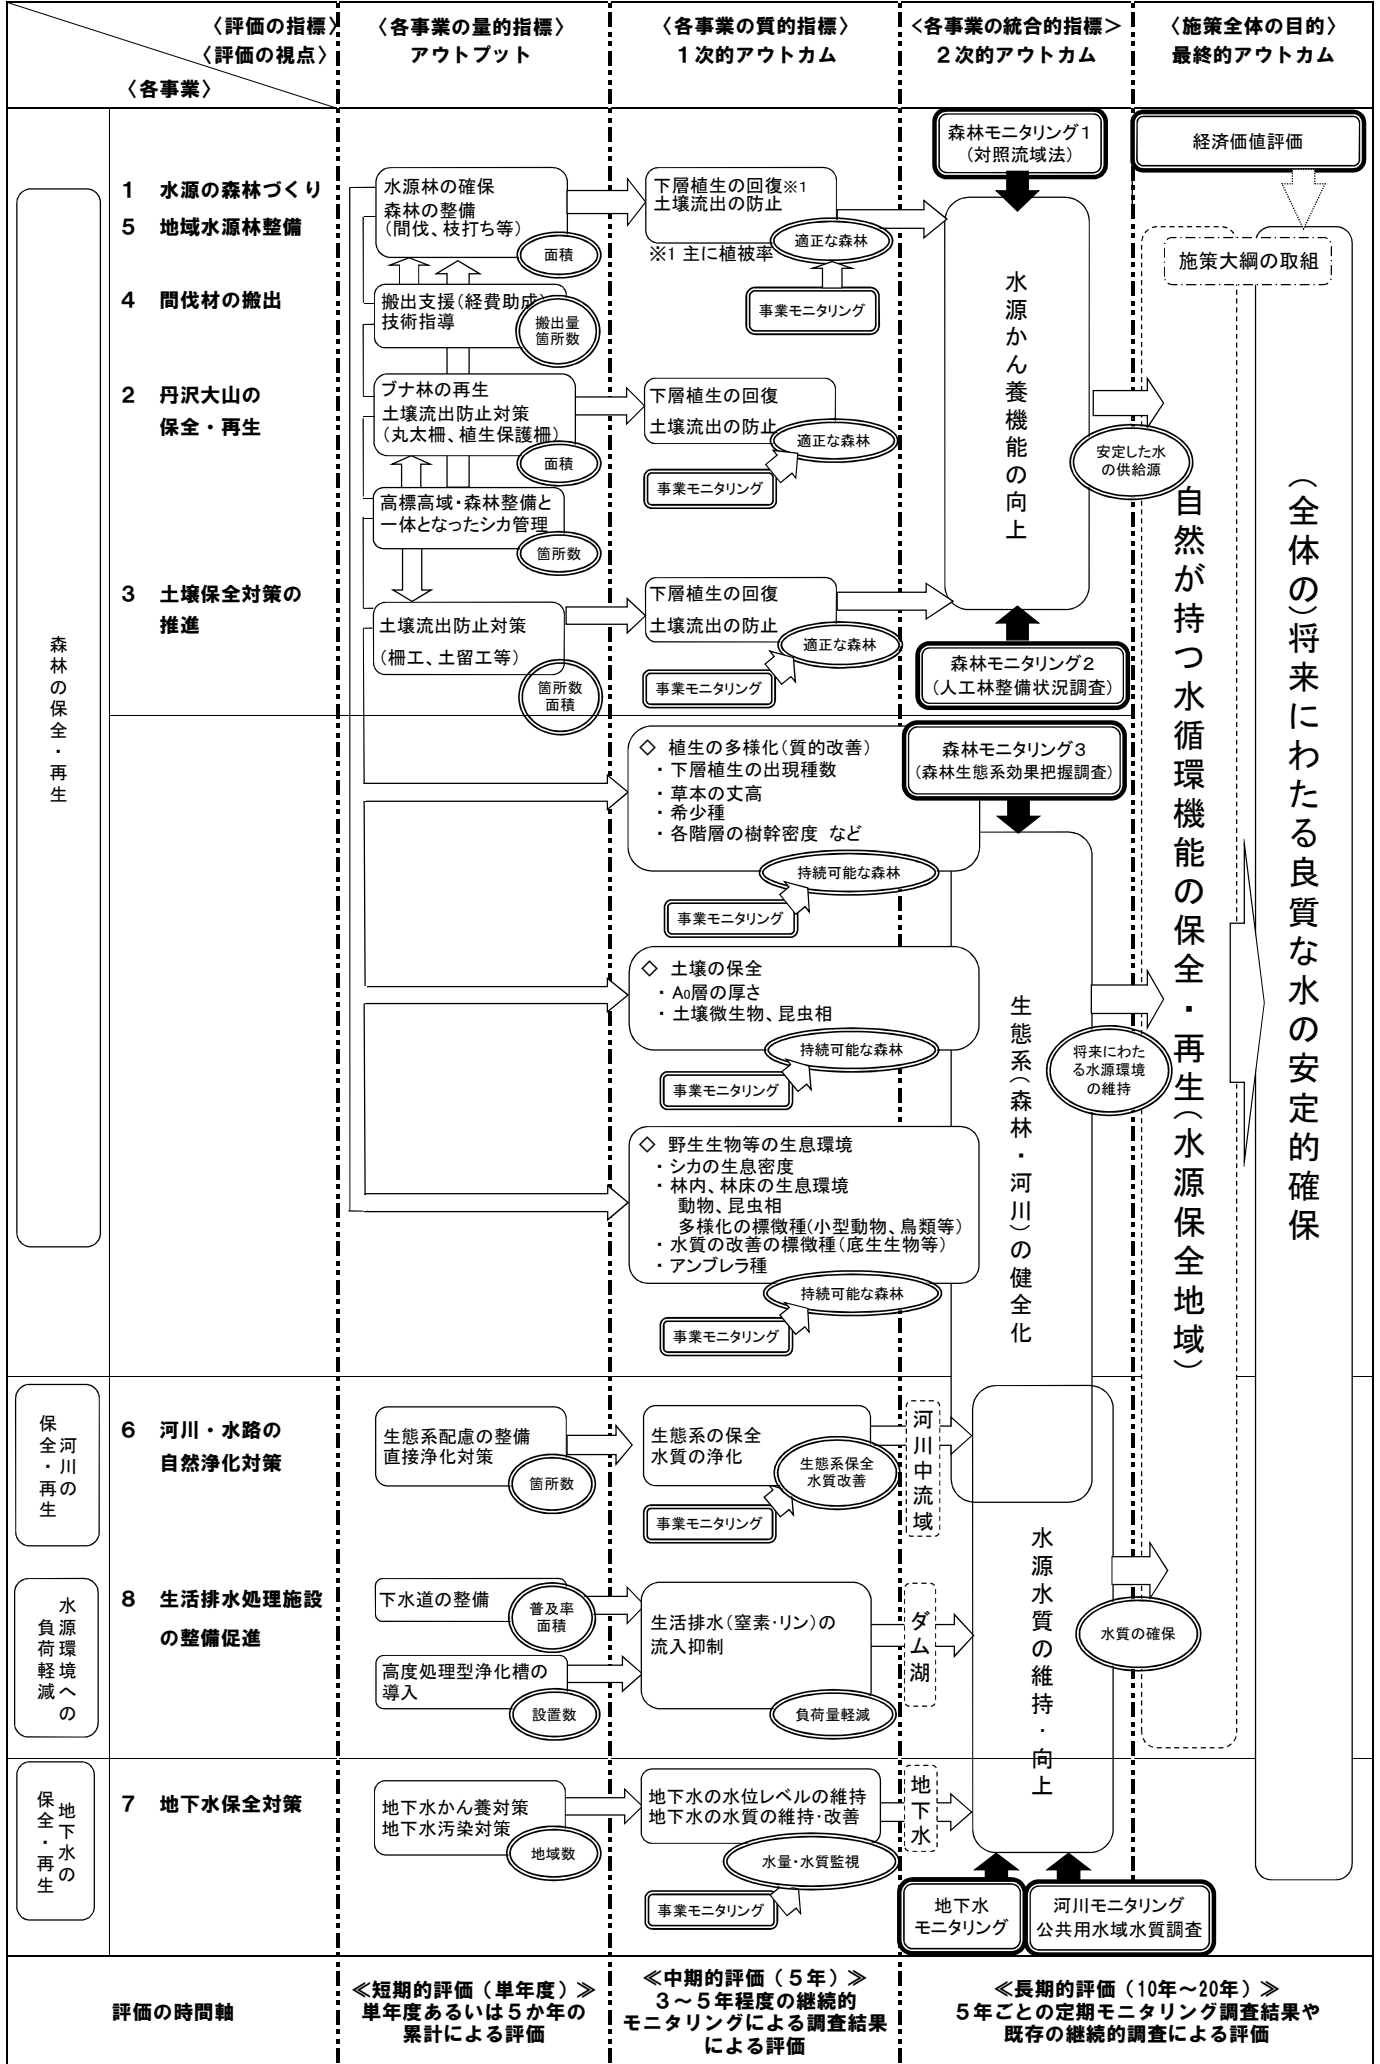 〈評価の指標〉
〈評価の視点〉
〈各事業〉
〈各事業の量的指標〉
アウトプット
〈各事業の質的指標〉
１次的アウトカム
<各事業の統合的指標>
２次的アウトカム
〈施策全体の目的〉
最終的アウトカム
森林モニタリング１
（対照流域法）
経済価値評価
森林の保全・再生
１ 水源の森林づくり
５ 地域水源林整備
水源林の確保
森林の整備
（間伐、枝打ち等）
面積
下層植生の回復※1
土壌流出の防止
適正な森林
※1 主に植被率
事業モニタリング
４ 間伐材の搬出
搬出支援（経費助成）
技術指導
搬出量
箇所数
２ 丹沢大山の
保全・再生
ブナ林の再生
土壌流出防止対策
（丸太柵、植生保護柵）
面積
下層植生の回復
土壌流出の防止
適正な森林
事業モニタリング
高標高域・森林整備と
一体となったシカ管理
箇所数
３ 土壌保全対策の
推進
土壌流出防止対策
（柵工、土留工等）
箇所数
面積
下層植生の回復
土壌流出の防止
適正な森林
事業モニタリング
水源かん養機能の向上
安定した水
の供給源
森林モニタリング２
（人工林整備状況調査）
森林モニタリング３
（森林生態系効果把握調査）
施策大綱の取組
自然が持つ水循環機能の保全・再生（水源保全地域）
（全体の）将来にわたる良質な水の安定的確保
◇ 植生の多様化（質的改善）
・下層植生の出現種数
・草本の丈高
・希少種
・各階層の樹幹密度 など
持続可能な森林
事業モニタリング
◇ 土壌の保全
・A₀層の厚さ
・土壌微生物、昆虫相
持続可能な森林
事業モニタリング
◇ 野生生物等の生息環境
・シカの生息密度
・林内、林床の生息環境
動物、昆虫相
多様化の標徴種（小型動物、鳥類等）
・水質の改善の標徴種（底生生物等）
・アンブレラ種
持続可能な森林
事業モニタリング
生態系（森林・河川）の健全化
将来にわた
る水源環境
の維持
河川の
保全・再生
６ 河川・水路の
自然浄化対策
生態系配慮の整備
直接浄化対策
箇所数
生態系の保全
水質の浄化
生態系保全
水質改善
事業モニタリング
河川中流域
水源環境への
負荷軽減
８ 生活排水処理施設
の整備促進
下水道の整備
普及率
面積
高度処理型浄化槽の
導入
設置数
生活排水（窒素・リン）の
流入抑制
負荷量軽減
ダム湖
水源水質の維持・向上
水質の確保
地下水の
保全・再生
７ 地下水保全対策
地下水かん養対策
地下水汚染対策
地域数
地下水の水位レベルの維持
地下水の水質の維持・改善
水量・水質監視
事業モニタリング
地下水
地下水
モニタリング
河川モニタリング
公共用水域水質調査
評価の時間軸
≪短期的評価（単年度）≫
単年度あるいは５か年の
累計による評価
≪中期的評価（５年）≫
３～５年程度の継続的
モニタリングによる調査結果
による評価
≪長期的評価（10年～20年）≫
５年ごとの定期モニタリング調査結果や
既存の継続的調査による評価